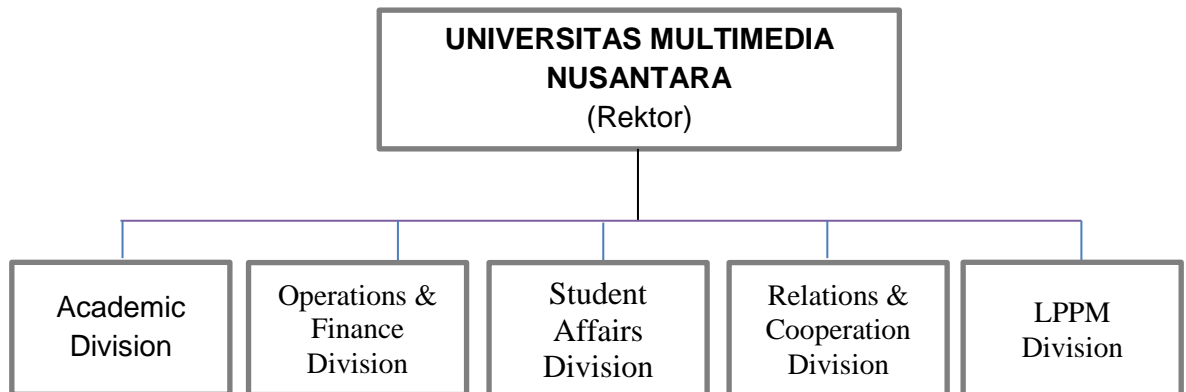 UNIVERSITAS MULTIMEDIA
NUSANTARA
(Rektor)
Academic
Division
Operations &
Finance
Division
Student
Affairs
Division
Relations &
Cooperation
Division
LPPM
Division